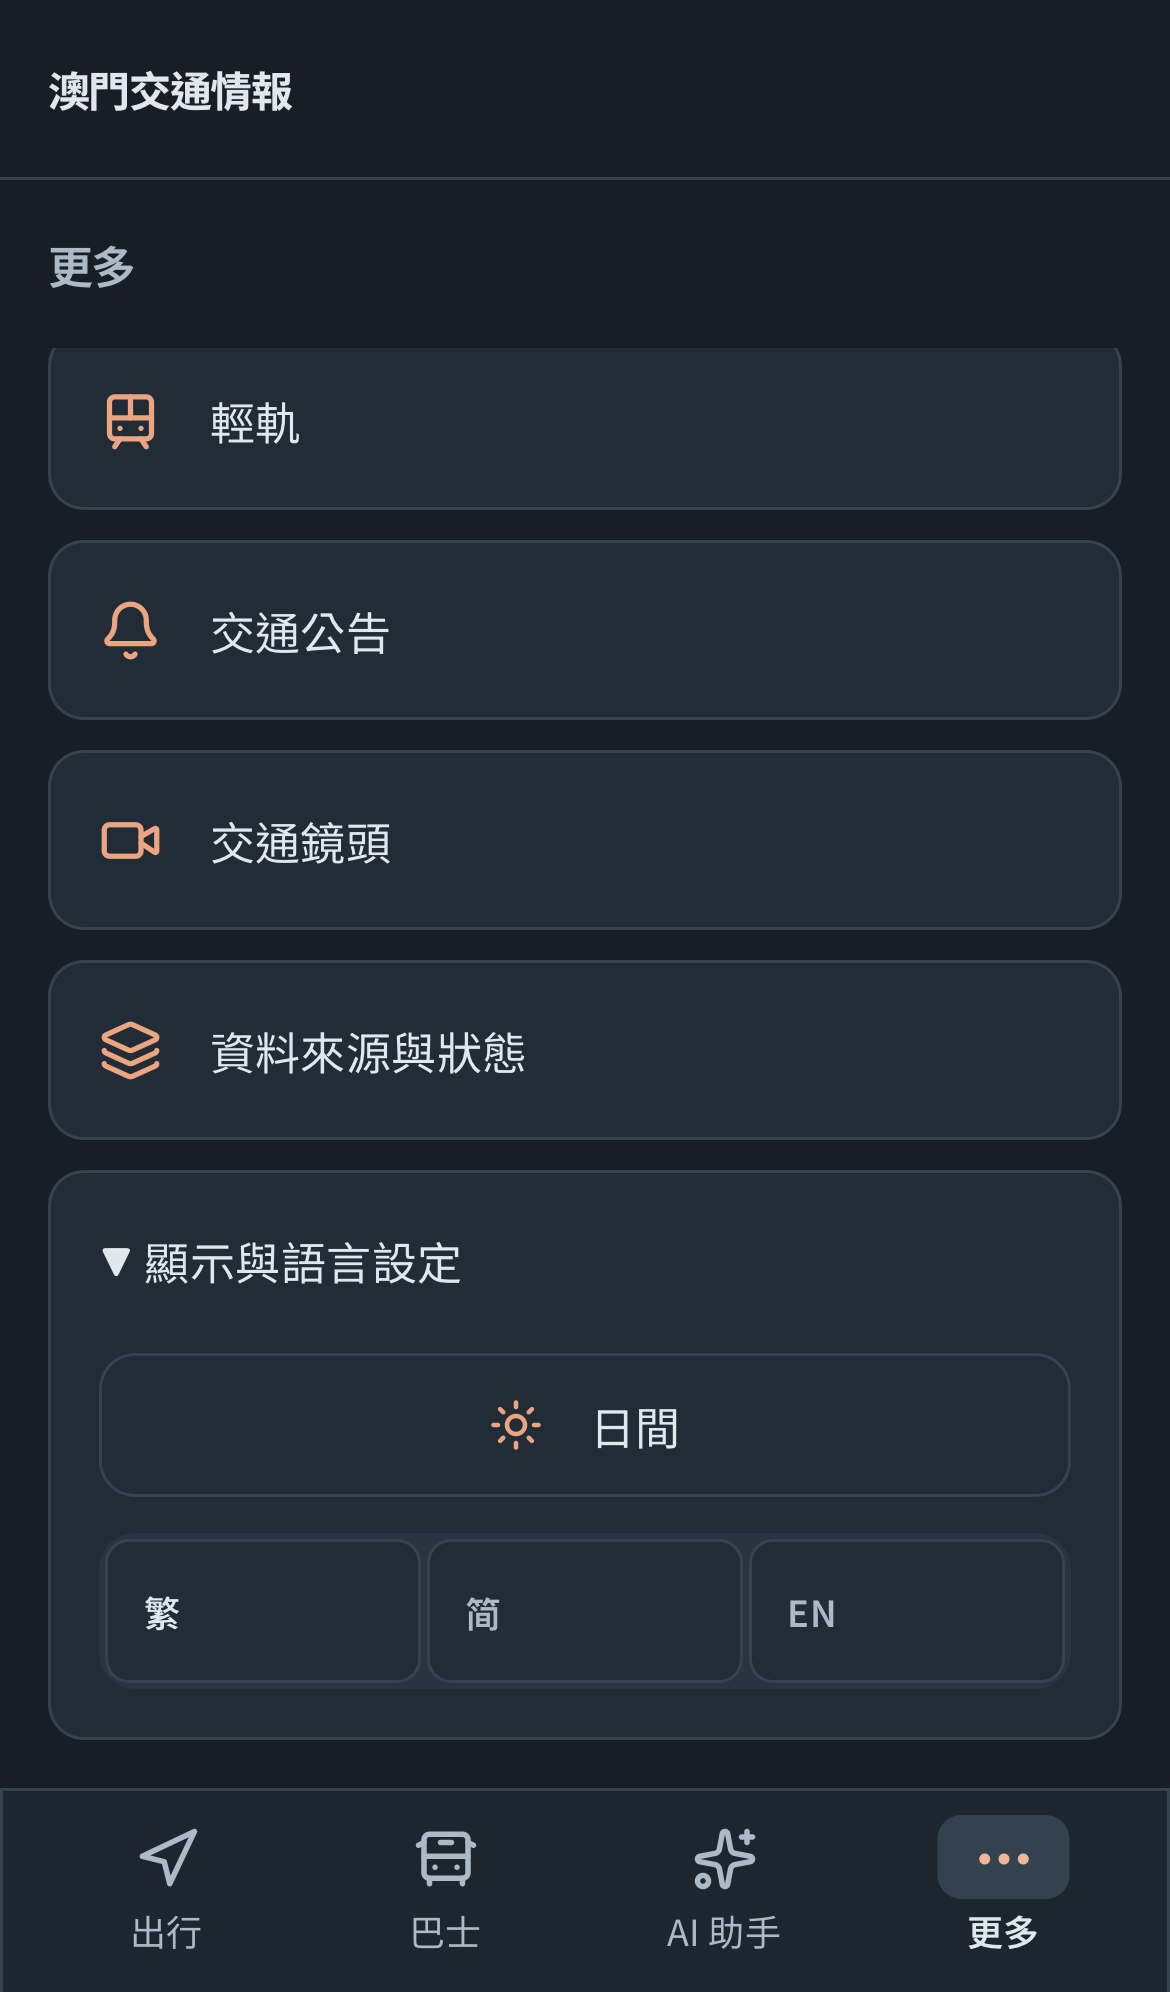 澳門交通情報
更多
輕軌
交通公告
交通鏡頭
資料來源與狀態
顯示與語言設定
日間
繁
简
EN
出行
巴士
AI 助手
更多